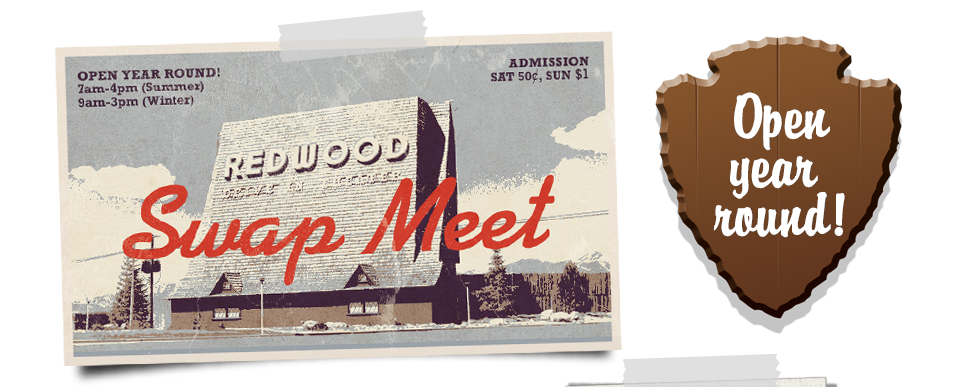 OPEN YEAR ROUND!
7am-4pm (Summer)
9am-3pm (Winter)
ADMISSION
SAT 50¢, SUN $1
REDWOOD
Swap Meet
Open
year
round!